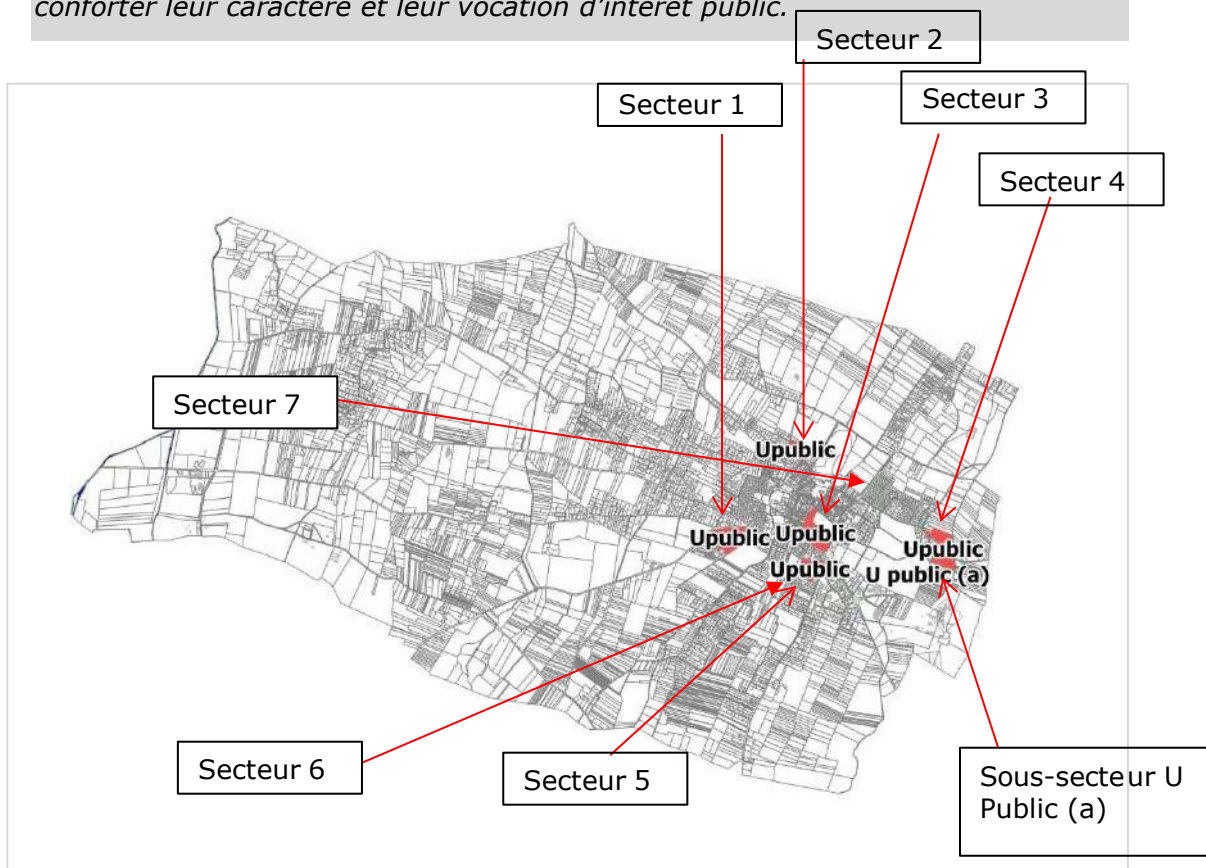 conforter leur caractère et leur vocation d'intérêt public.
Secteur 2
Secteur 1
Secteur 3
Secteur 4
Secteur 7
Upublic
Upublic
Upublic
Upublic
Upublic
U public (a)
Secteur 6
Secteur 5
Sous-secteur U
Public (a)